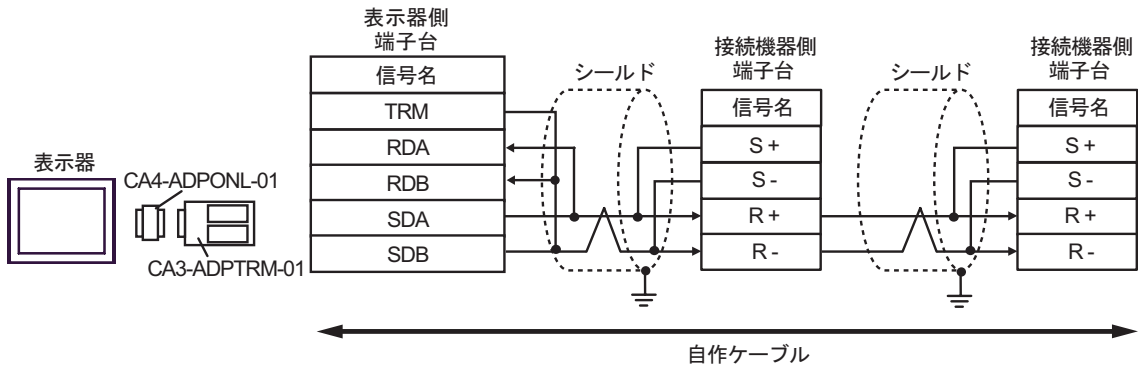 表示器
CA4-ADPONL-01
CA3-ADPTRM-01
表示器側
端子台
信号名
TRM
RDA
RDB
SDA
SDB
シールド
接続機器側
端子台
信号名
S +
S -
R +
R -
シールド
接続機器側
端子台
信号名
S +
S -
R +
R -
自作ケーブル